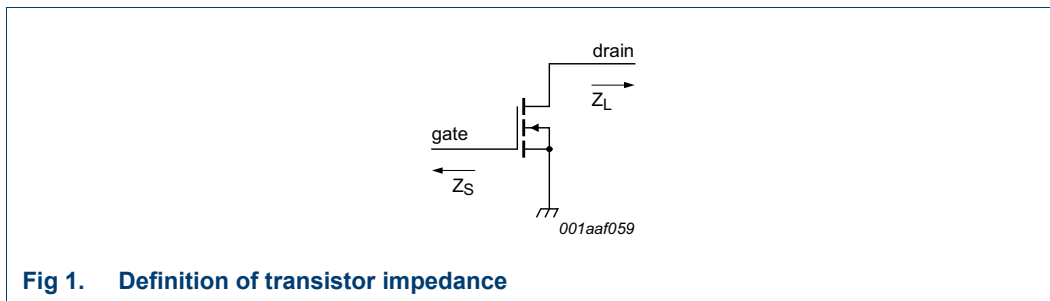 drain
Z_L
gate
Z_S
001aaf059
Fig 1. Definition of transistor impedance